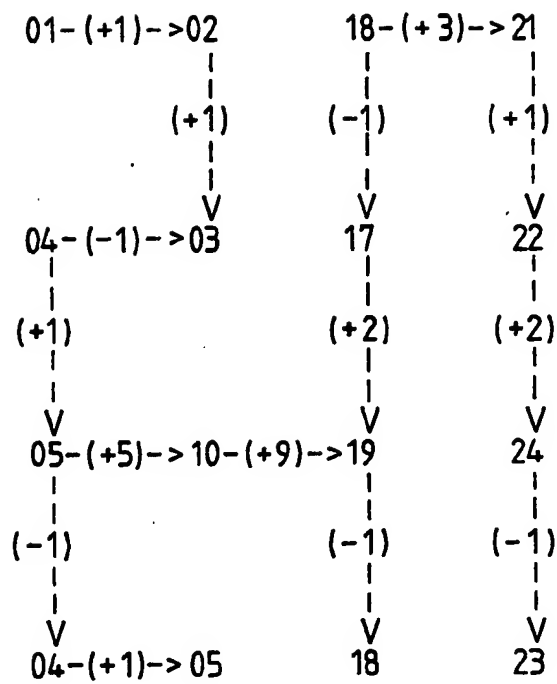 01-(+1)->02 18-(+3)->21
(+1) (-1) (+1)
V V V
04-(-1)->03 17 22
(+1) (+2) (+2)
V V V
05-(+5)->10-(+9)->19 24
(-1) (-1) (-1)
V V V
04-(+1)->05 18 23